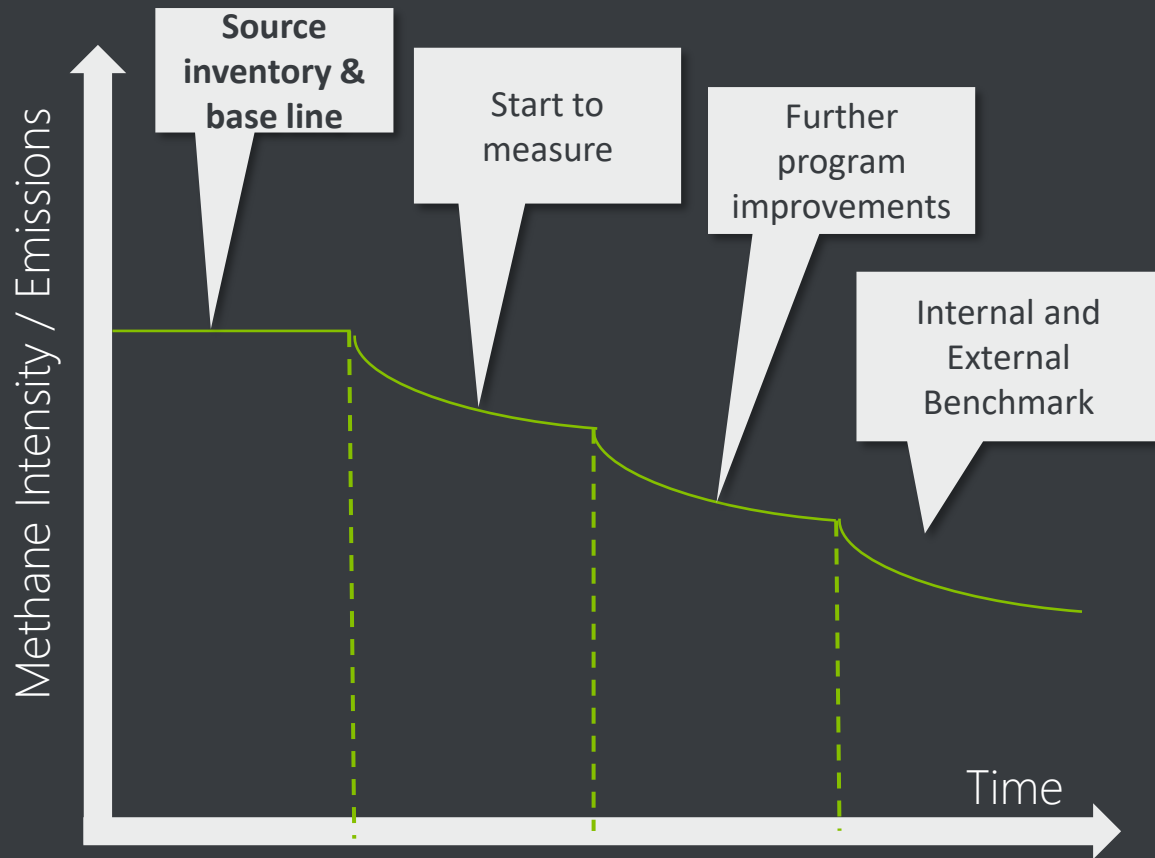 Source
inventory &
base line
Start to
measure
Further
program
improvements
Internal and
External
Benchmark
Methane Intensity / Emissions
Time